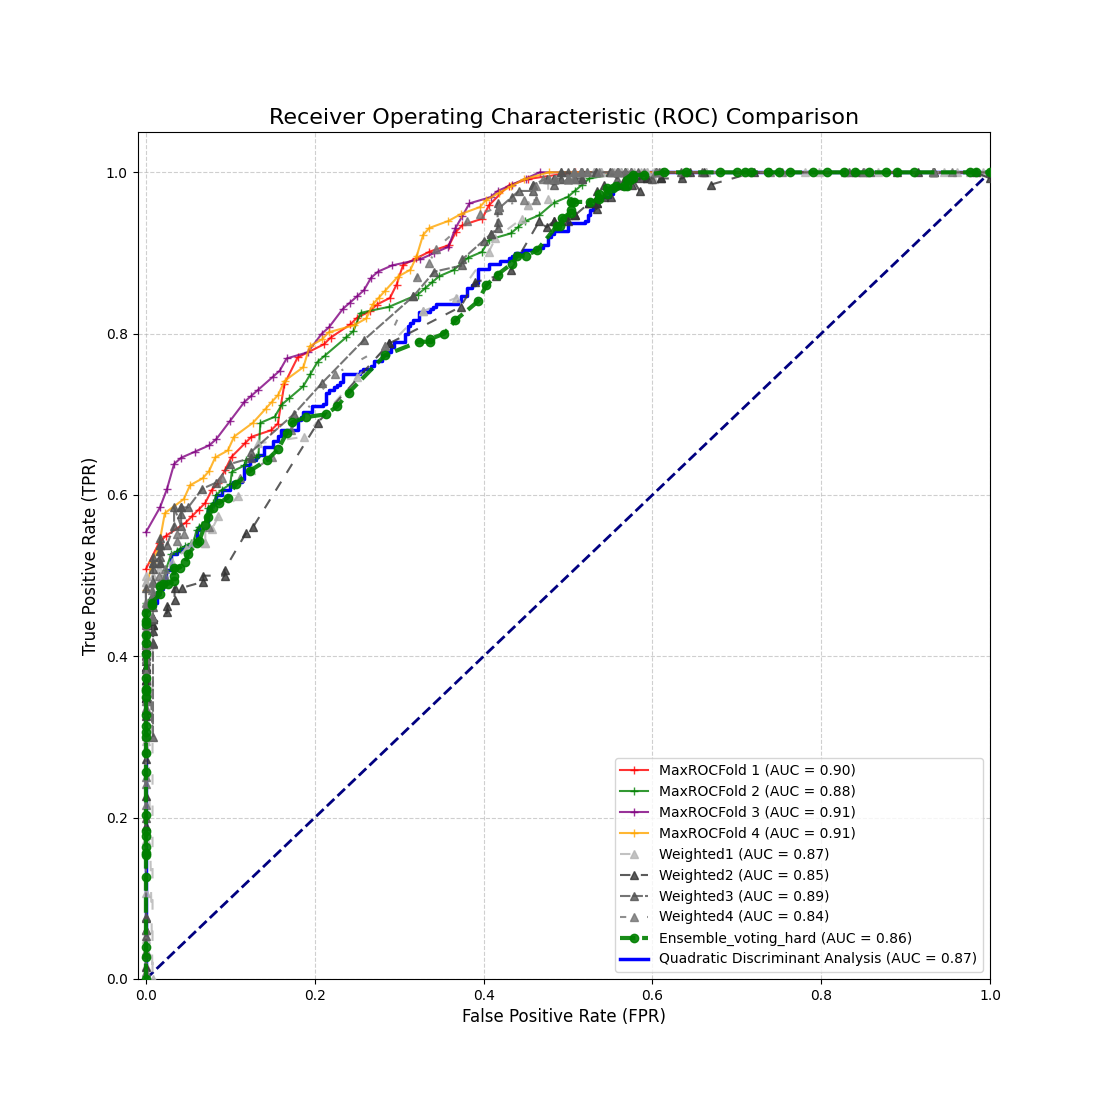 Receiver Operating Characteristic (ROC) Comparison
True Positive Rate (TPR)
1.0
0.8
0.6
0.4
0.2
0.0
MaxROCFold 1 (AUC = 0.90)
MaxROCFold 2 (AUC = 0.88)
MaxROCFold 3 (AUC = 0.91)
MaxROCFold 4 (AUC = 0.91)
Weighted1 (AUC = 0.87)
Weighted2 (AUC = 0.85)
Weighted3 (AUC = 0.89)
Weighted4 (AUC = 0.84)
Ensemble_voting_hard (AUC = 0.86)
Quadratic Discriminant Analysis (AUC = 0.87)
0.0 0.2 0.4 0.6 0.8 1.0
False Positive Rate (FPR)